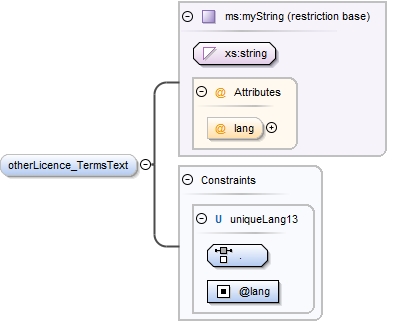 ms:myString (restriction base)
xs:string
@ Attributes
@ lang
otherLicence_TermsText
Constraints
U uniqueLang13
.
@lang